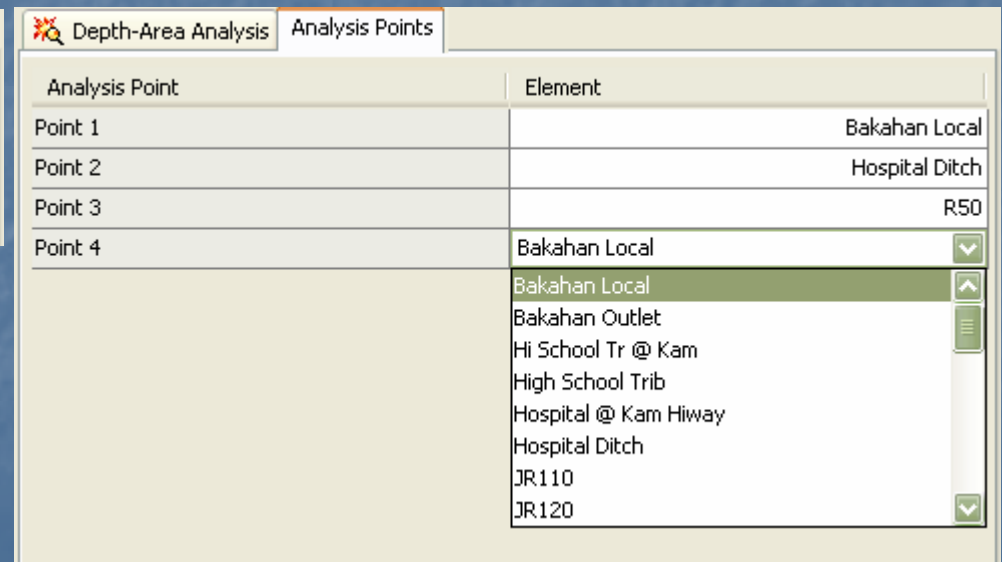 Depth-Area Analysis Analysis Points
Analysis Point Element
Point 1 Bakahan Local
Point 2 Hospital Ditch
Point 3 R50
Point 4 Bakahan Local
Bakahan Local
Bakahan Outlet
Hi School Tr @ Kam
High School Trib
Hospital @ Kam Hiway
Hospital Ditch
JR110
JR120